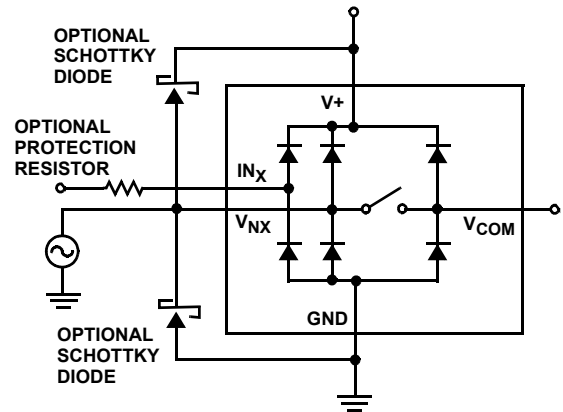 OPTIONAL
SCHOTTKY
DIODE
V+
OPTIONAL
PROTECTION
RESISTOR
INX
VNX
VCOM
GND
OPTIONAL
SCHOTTKY
DIODE